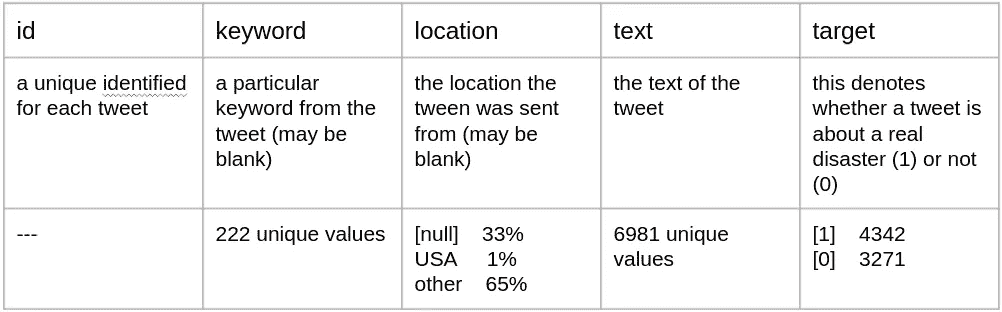 id
keyword
location
text
target
a unique identified
for each tweet
a particular
keyword from the
tweet (may be
blank)
the location the
tween was sent
from (may be
blank)
the text of the
tweet
this denotes
whether a tweet is
about a real
disaster (1) or not
(0)
---
222 unique values
[null] 33%
USA 1%
other 65%
6981 unique
values
[1] 4342
[0] 3271